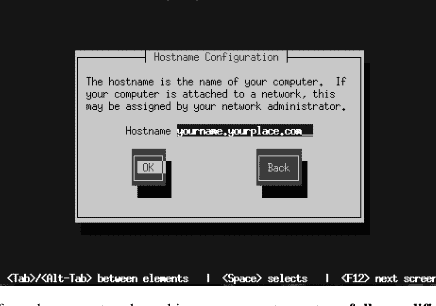 Hostname Configuration
The hostname is the name of your computer. If
your computer is attached to a network, this
may be assigned by your network administrator.
Hostname yourname.yourplace.com
OK Back
<Tab>/<Alt-Tab> between elements | <Space> selects | <F12> next screen